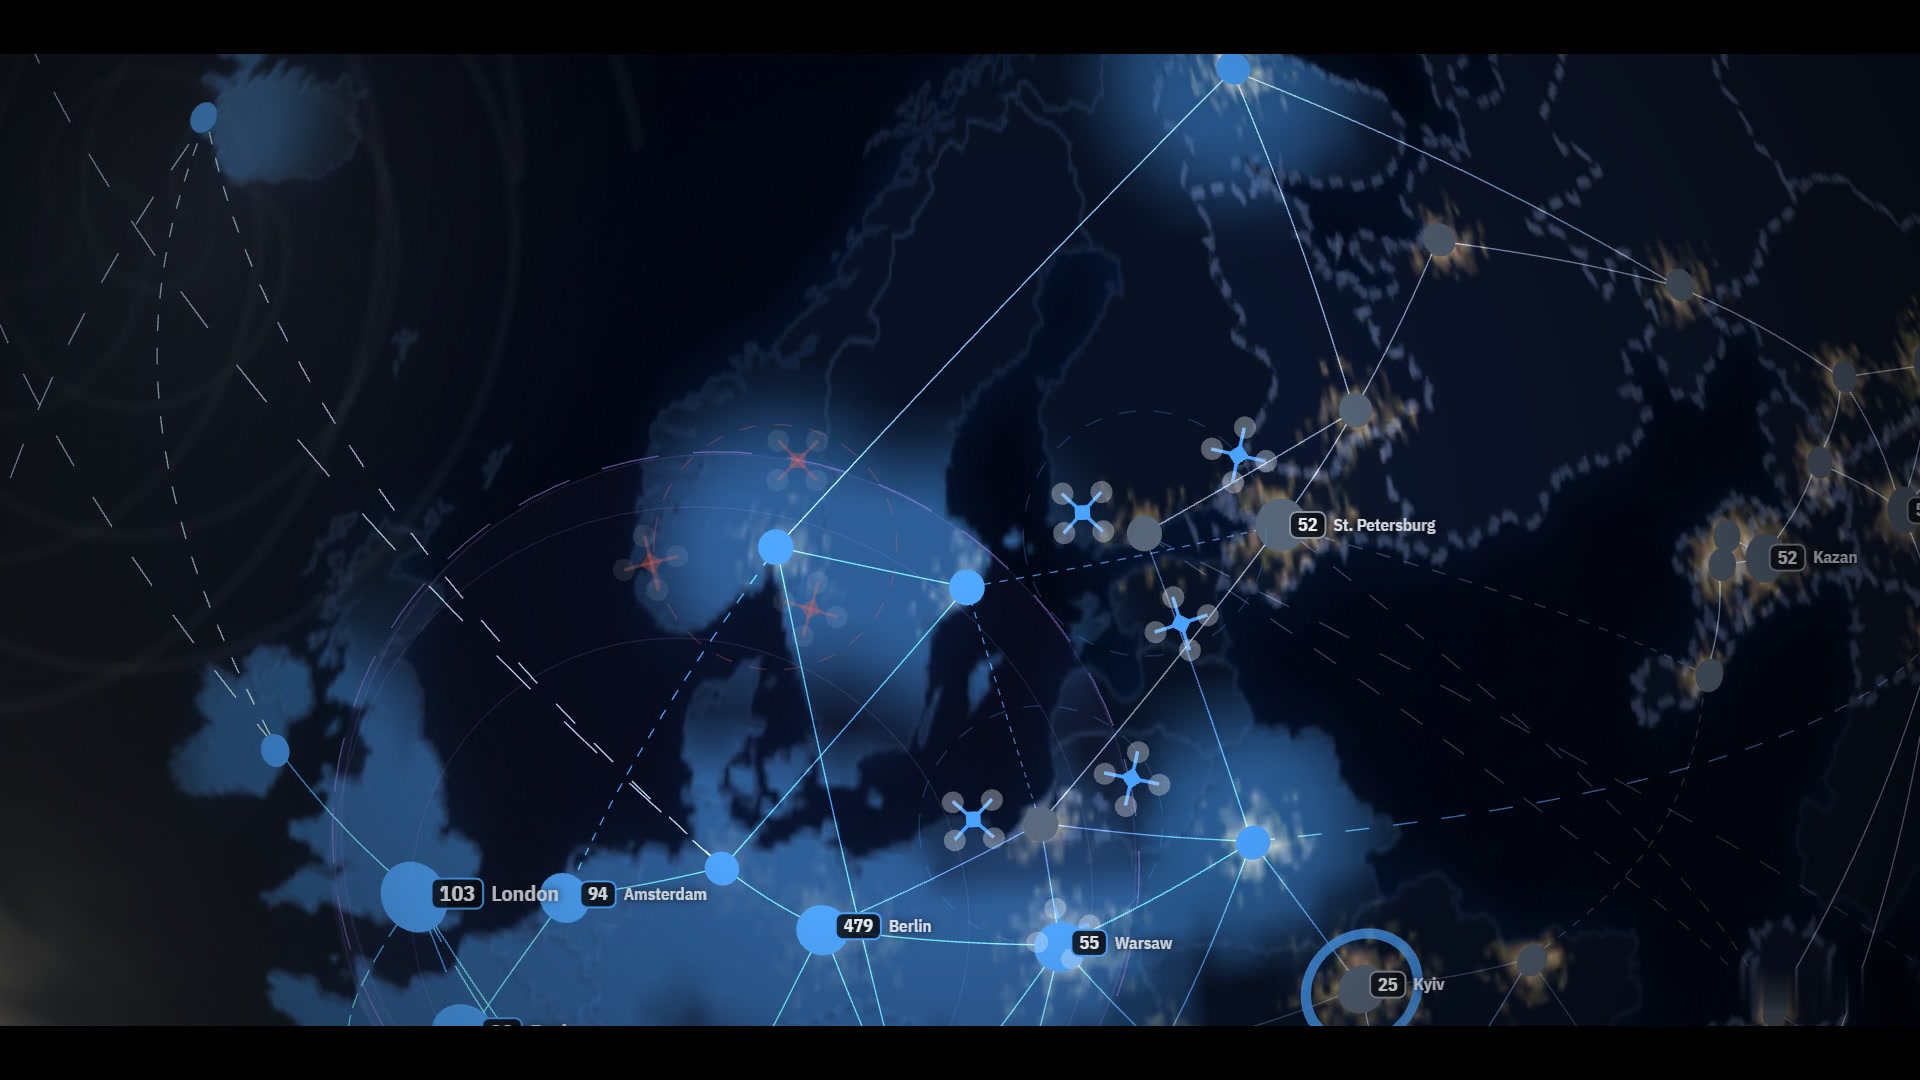 52 St. Petersburg
52 Kazan
103 London
94 Amsterdam
479 Berlin
55 Warsaw
25 Kyiv